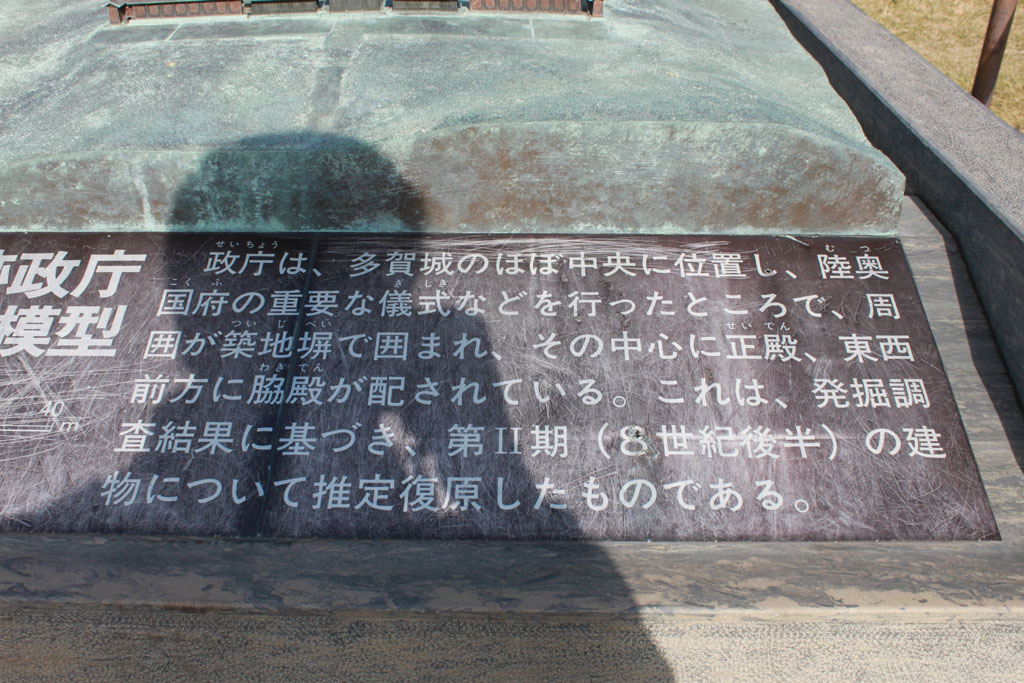 政庁
模型
40
m
せいちょう むつ
政庁は、多賀城のほぼ中央に位置し、陸奥
こくふ ぎしき
国府の重要な儀式などを行ったところで、周
ついじべい せいでん
囲が築地塀で囲まれ、その中心に正殿、東西
わきでん
前方に脇殿が配されている。これは、発掘調
査結果に基づき、第II期（8世紀後半）の建
物について推定復原したものである。